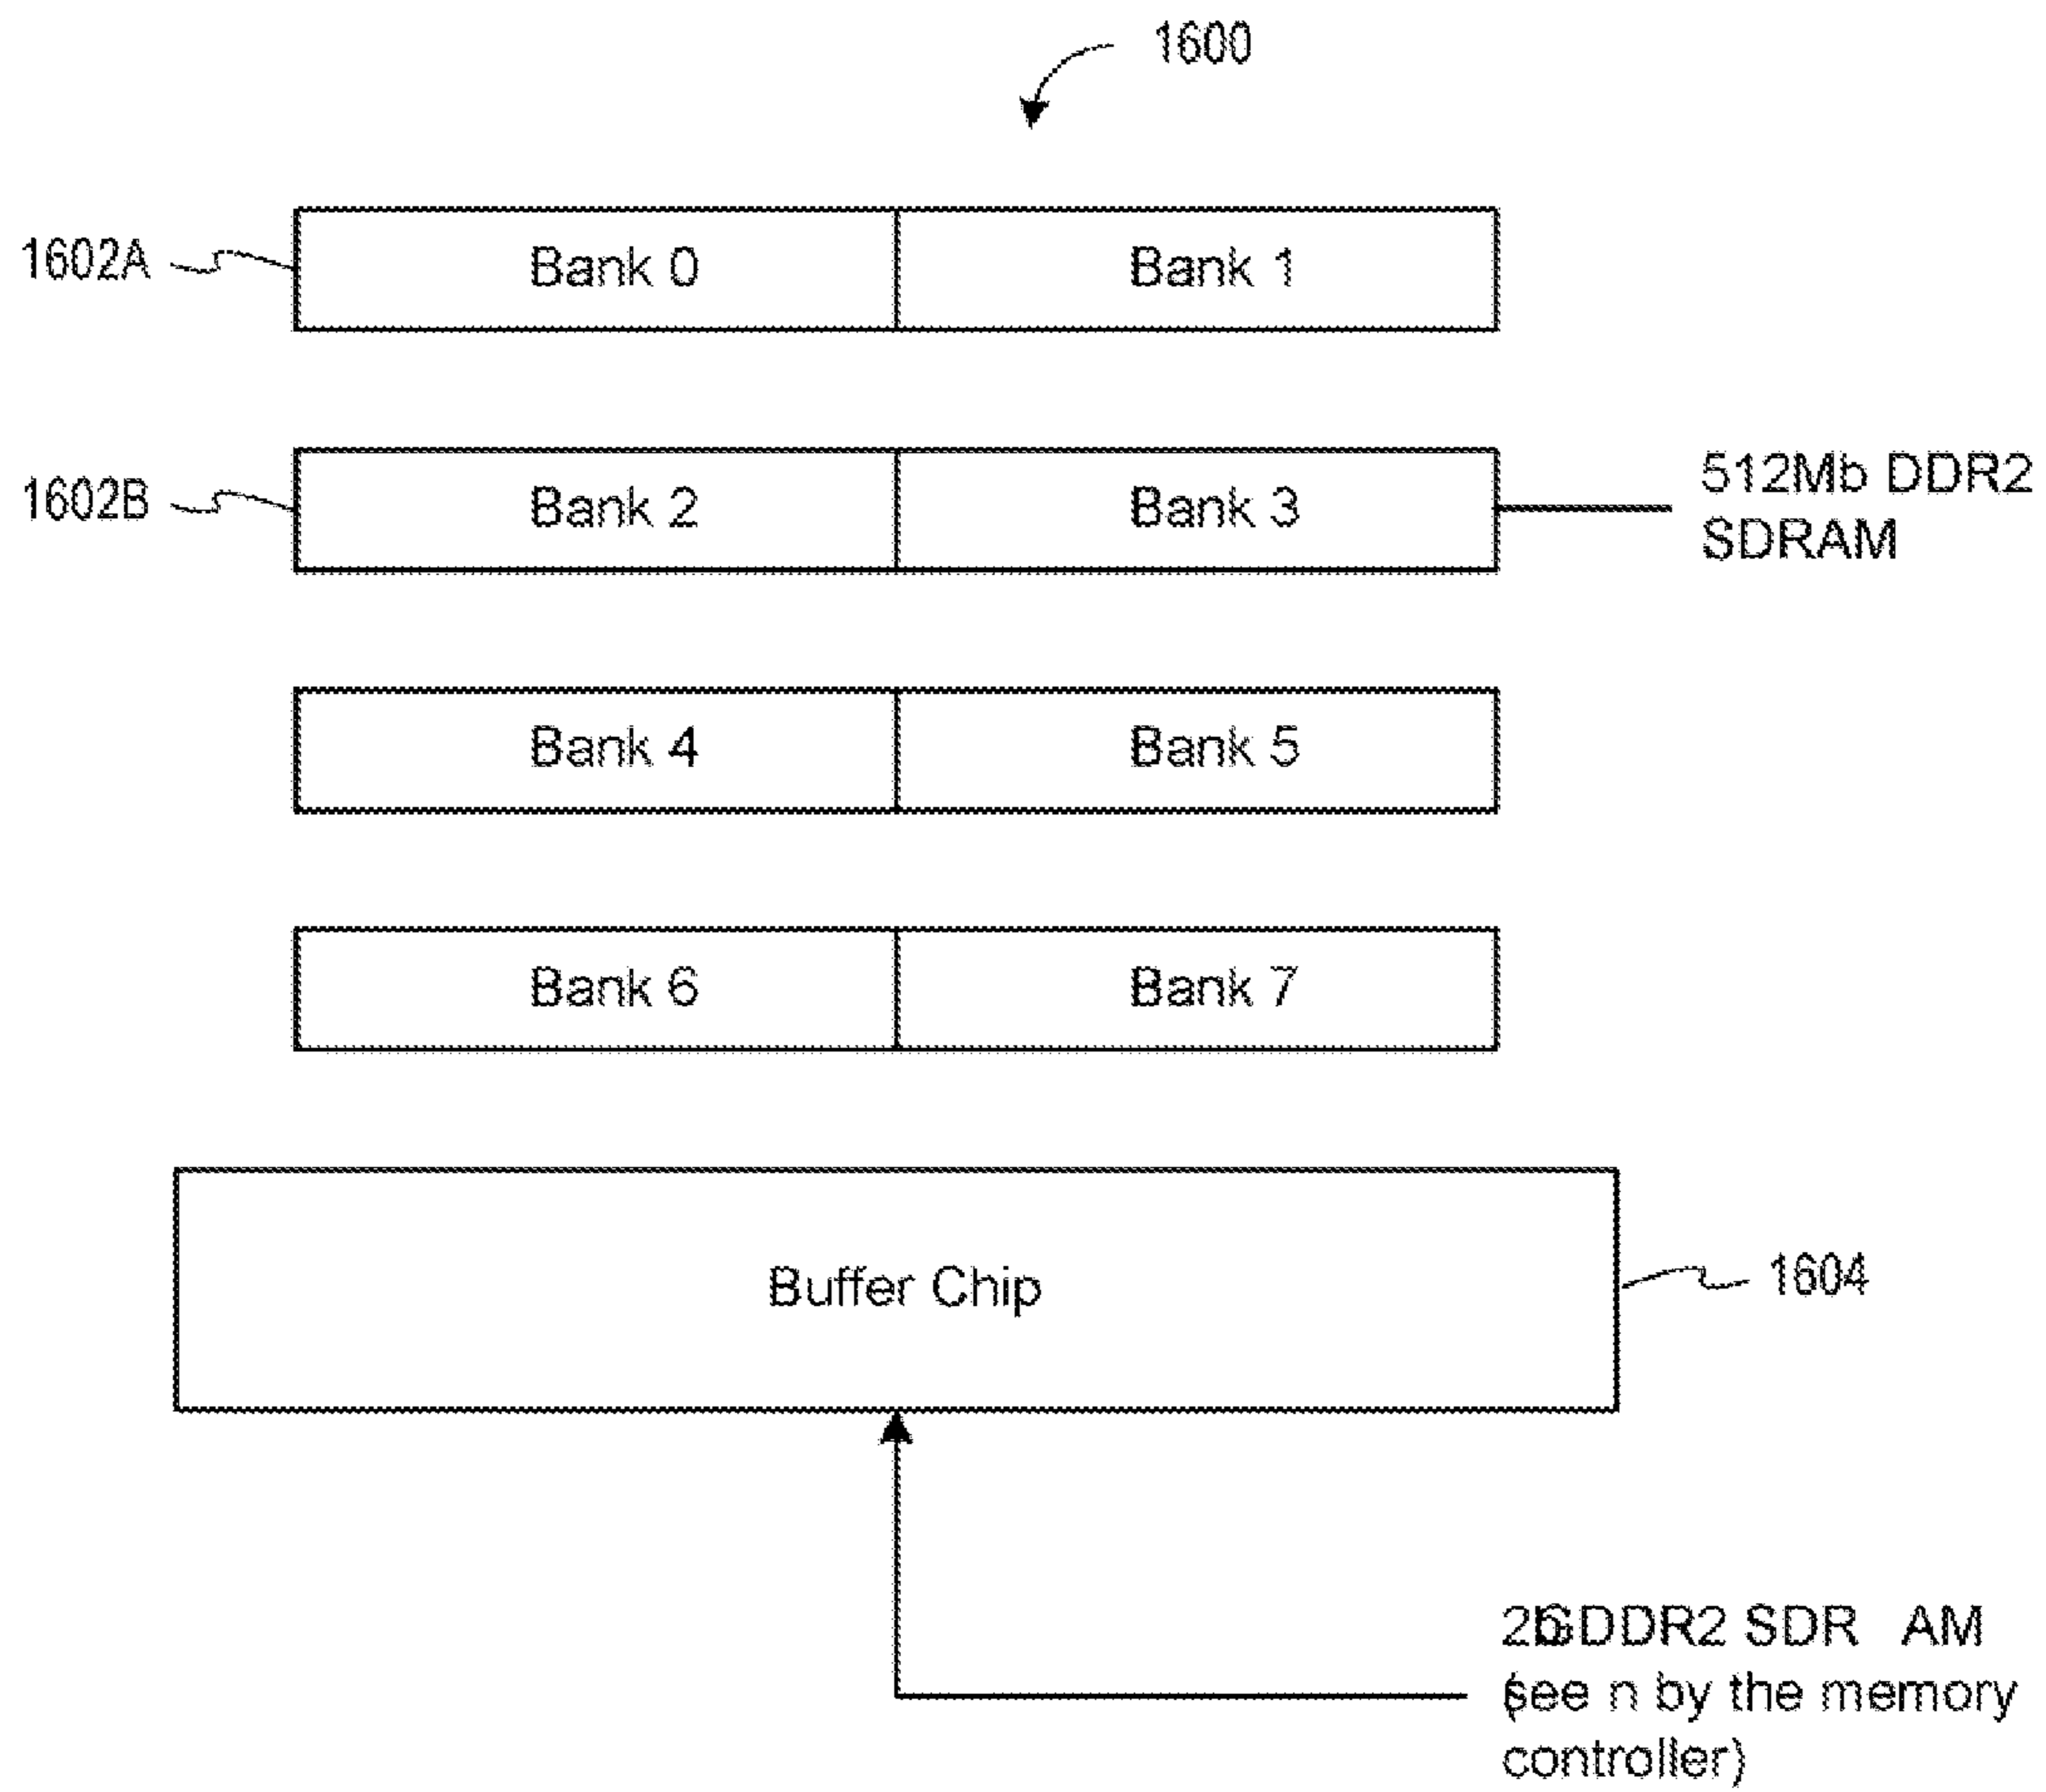 1600
1602A
Bank 0
Bank 1
1602B
Bank 2
Bank 3
512Mb DDR2
SDRAM
Bank 4
Bank 5
Bank 6
Bank 7
Buffer Chip
1604
DDR2 SDR AM
(see n by the memory
controller)